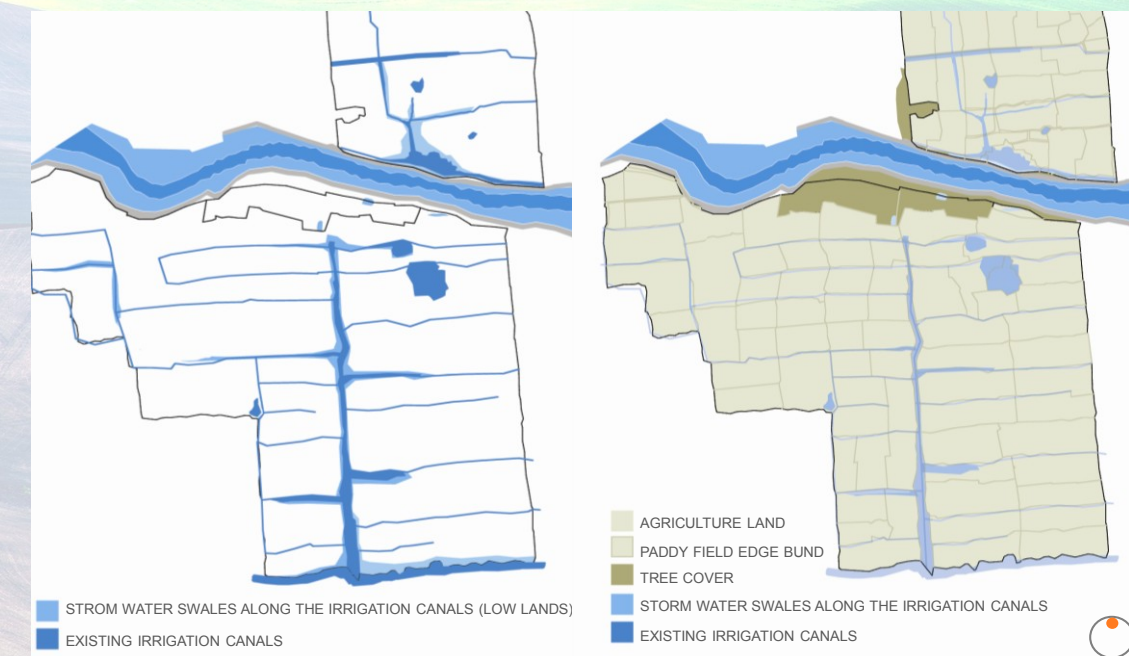 STROM WATER SWALES ALONG THE IRRIGATION CANALS (LOW LANDS)
EXISTING IRRIGATION CANALS
AGRICULTURE LAND
PADDY FIELD EDGE BUND
TREE COVER
STORM WATER SWALES ALONG THE IRRIGATION CANALS
EXISTING IRRIGATION CANALS